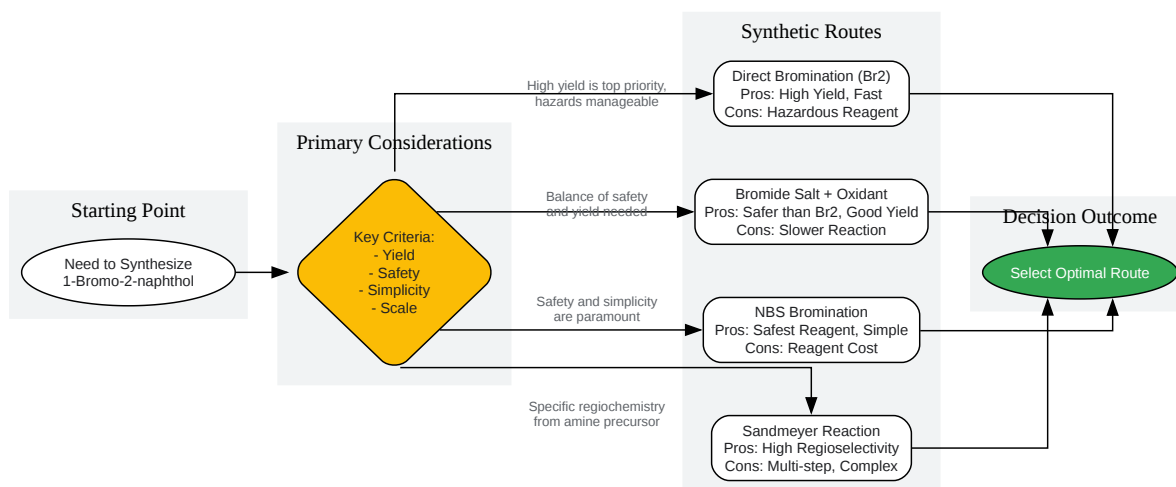 Synthetic Routes
Direct Bromination (Br2)
Pros: High Yield, Fast
Cons: Hazardous Reagent
High yield is top priority,
hazards manageable
Primary Considerations
Starting Point
Need to Synthesize
1-Bromo-2-naphthol
Key Criteria:
- Yield
- Safety
- Simplicity
- Scale
Balance of safety
and yield needed
Bromide Salt + Oxidant
Pros: Safer than Br2, Good Yield
Cons: Slower Reaction
Decision Outcome
Select Optimal Route
Safety and simplicity
are paramount
NBS Bromination
Pros: Safest Reagent, Simple
Cons: Reagent Cost
Specific regiochemistry
from amine precursor
Sandmeyer Reaction
Pros: High Regioselectivity
Cons: Multi-step, Complex